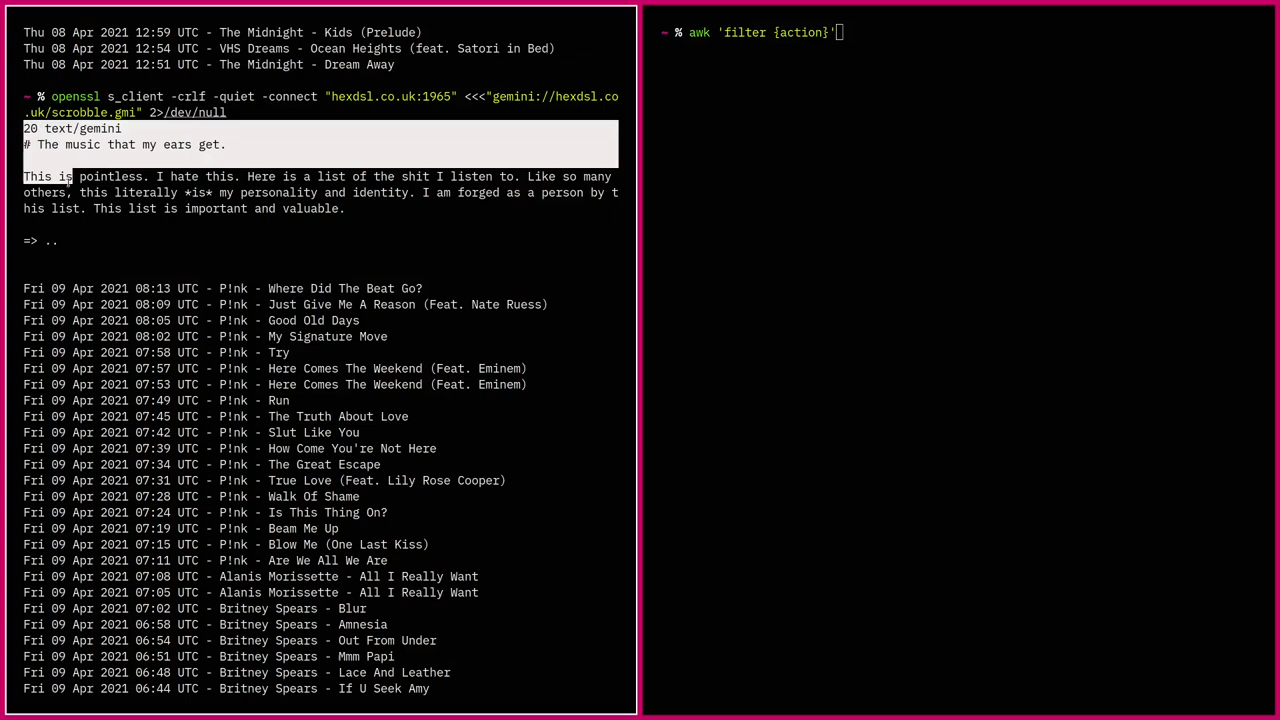 Thu 08 Apr 2021 12:59 UTC - The Midnight - Kids (Prelude)
Thu 08 Apr 2021 12:54 UTC - VHS Dreams - Ocean Heights (feat. Satori in Bed)
Thu 08 Apr 2021 12:51 UTC - The Midnight - Dream Away
~ % openssl s_client -crlf -quiet -connect "hexdsl.co.uk:1965" <<<"gemini://hexdsl.co
.uk/scrobble.gmi" 2>/dev/null
20 text/gemini
# The music that my ears get.
This is pointless. I hate this. Here is a list of the shit I listen to. Like so many
others, this literally *is* my personality and identity. I am forged as a person by t
his list. This list is important and valuable.
=> ..
Fri 09 Apr 2021 08:13 UTC - P!nk - Where Did The Beat Go?
Fri 09 Apr 2021 08:09 UTC - P!nk - Just Give Me A Reason (Feat. Nate Ruess)
Fri 09 Apr 2021 08:05 UTC - P!nk - Good Old Days
Fri 09 Apr 2021 08:02 UTC - P!nk - My Signature Move
Fri 09 Apr 2021 07:58 UTC - P!nk - Try
Fri 09 Apr 2021 07:57 UTC - P!nk - Here Comes The Weekend (Feat. Eminem)
Fri 09 Apr 2021 07:53 UTC - P!nk - Here Comes The Weekend (Feat. Eminem)
Fri 09 Apr 2021 07:49 UTC - P!nk - Run
Fri 09 Apr 2021 07:45 UTC - P!nk - The Truth About Love
Fri 09 Apr 2021 07:42 UTC - P!nk - Slut Like You
Fri 09 Apr 2021 07:39 UTC - P!nk - How Come You're Not Here
Fri 09 Apr 2021 07:34 UTC - P!nk - The Great Escape
Fri 09 Apr 2021 07:31 UTC - P!nk - True Love (Feat. Lily Rose Cooper)
Fri 09 Apr 2021 07:28 UTC - P!nk - Walk Of Shame
Fri 09 Apr 2021 07:24 UTC - P!nk - Is This Thing On?
Fri 09 Apr 2021 07:19 UTC - P!nk - Beam Me Up
Fri 09 Apr 2021 07:15 UTC - P!nk - Blow Me (One Last Kiss)
Fri 09 Apr 2021 07:11 UTC - P!nk - Are We All We Are
Fri 09 Apr 2021 07:08 UTC - Alanis Morissette - All I Really Want
Fri 09 Apr 2021 07:05 UTC - Alanis Morissette - All I Really Want
Fri 09 Apr 2021 07:02 UTC - Britney Spears - Blur
Fri 09 Apr 2021 06:58 UTC - Britney Spears - Amnesia
Fri 09 Apr 2021 06:54 UTC - Britney Spears - Out From Under
Fri 09 Apr 2021 06:51 UTC - Britney Spears - Mmm Papi
Fri 09 Apr 2021 06:48 UTC - Britney Spears - Lace And Leather
Fri 09 Apr 2021 06:44 UTC - Britney Spears - If U Seek Amy
~ % awk 'filter {action}'